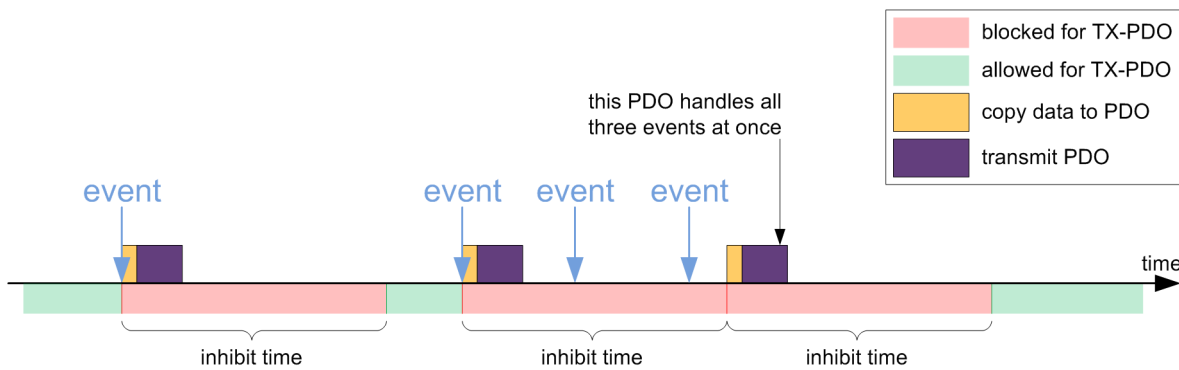 blocked for TX-PDO
allowed for TX-PDO
copy data to PDO
transmit PDO
this PDO handles all
three events at once
event
event
event
event
time
inhibit time
inhibit time
inhibit time